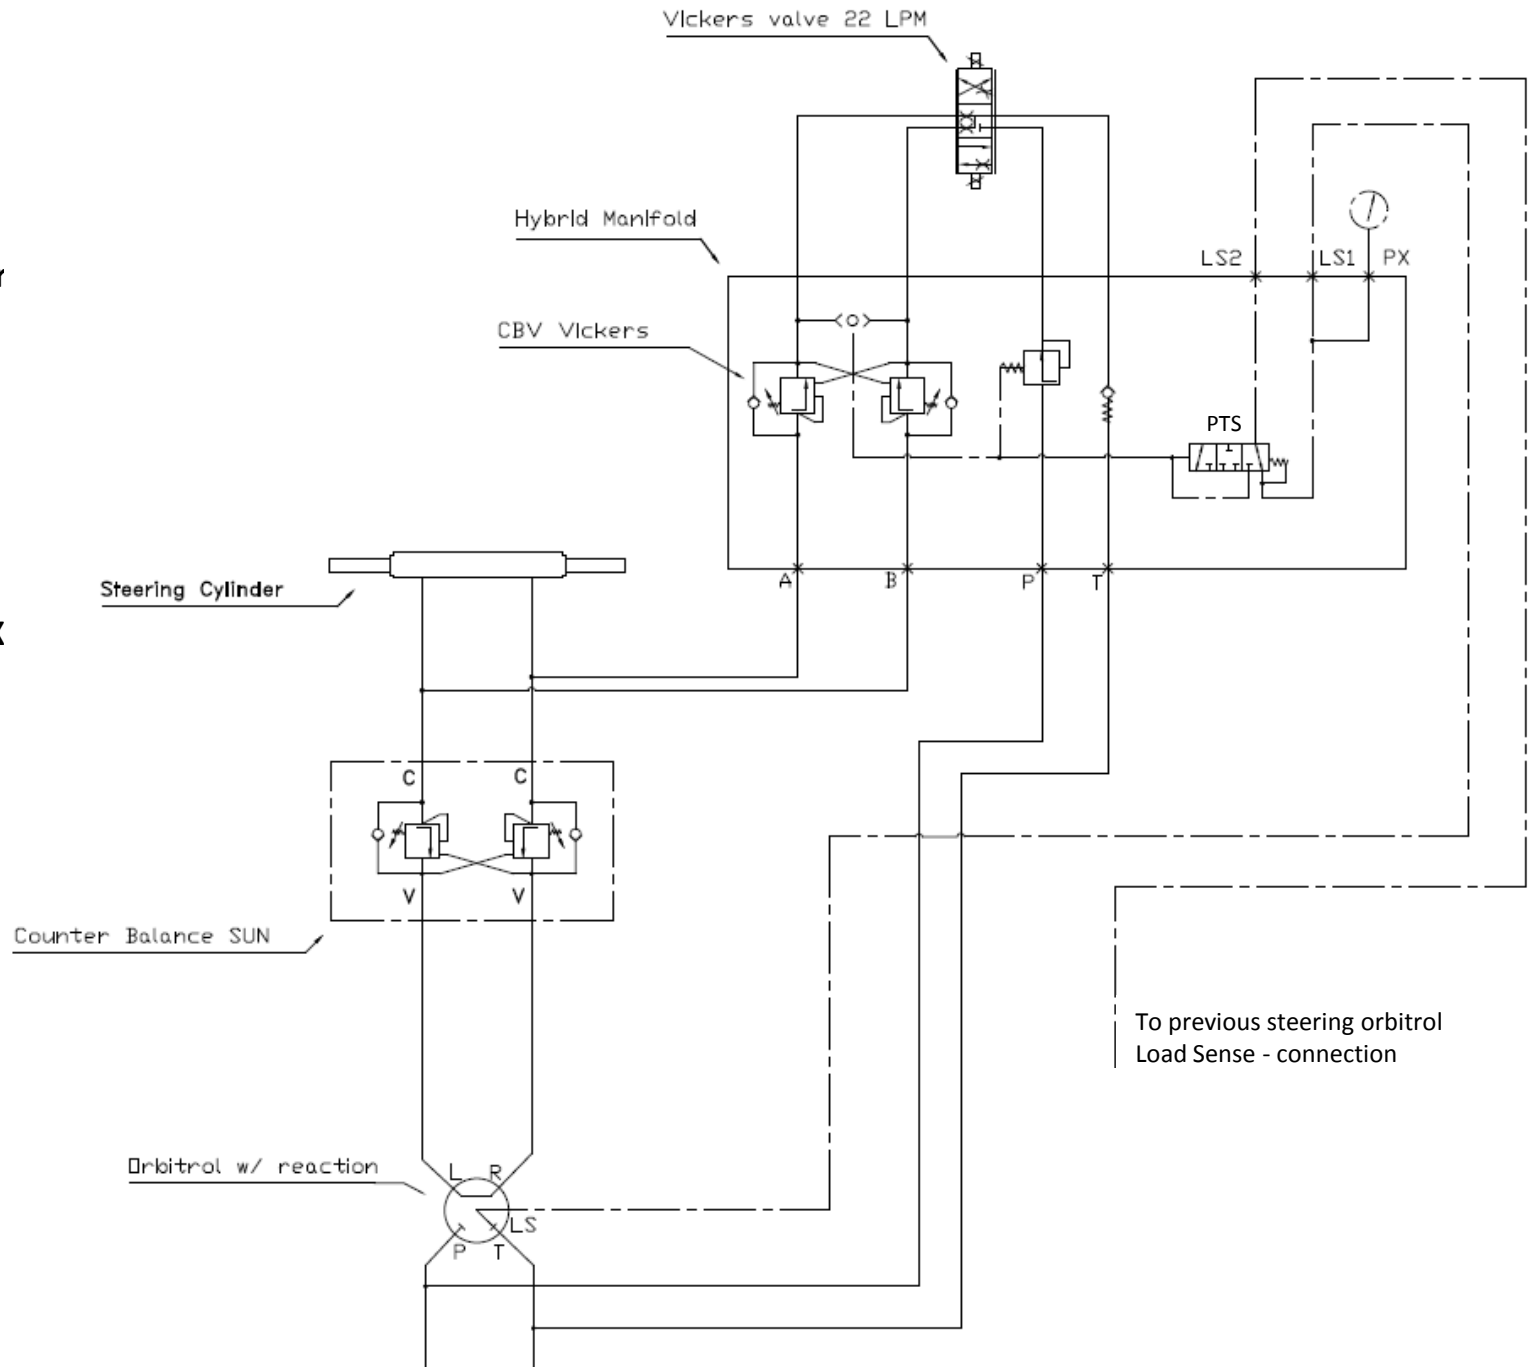 Vickers valve 22 LPM
Hybrid Manifold
LS2
LS1
PX
CBV Vickers
PTS
A
B
P
T
Steering Cylinder
C
C
V
V
Counter Balance SUN
To previous steering orbitrol
Load Sense - connection
Orbitrol w/ reaction
L
R
LS
P
T